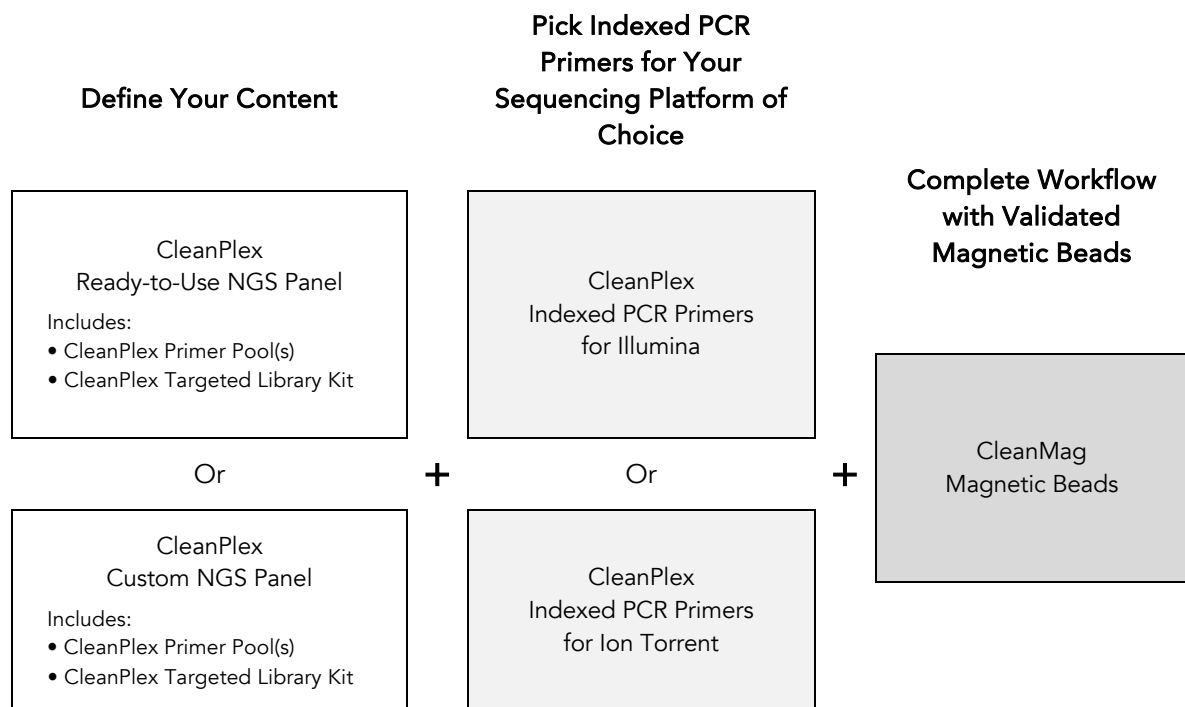 Define Your Content
CleanPlex
Ready-to-Use NGS Panel
Includes:
• CleanPlex Primer Pool(s)
• CleanPlex Targeted Library Kit
Or
CleanPlex
Custom NGS Panel
Includes:
• CleanPlex Primer Pool(s)
• CleanPlex Targeted Library Kit
+
Pick Indexed PCR
Primers for Your
Sequencing Platform of
Choice
CleanPlex
Indexed PCR Primers
for Illumina
Or
CleanPlex
Indexed PCR Primers
for Ion Torrent
+
Complete Workflow
with Validated
Magnetic Beads
CleanMag
Magnetic Beads